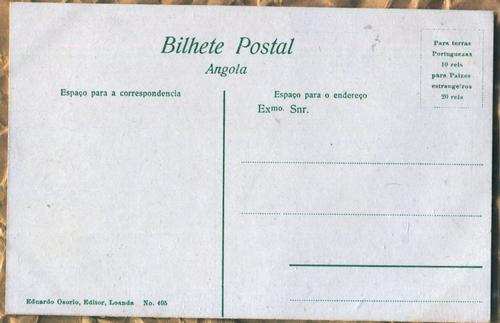 Bilhete Postal
Angola
Para terras
Portuguezas
10 reis
para Paizes
estrangeiros
20 reis
Espaço para a correspondencia
Espaço para o endereço
Exmo. Snr.
Eduardo Osorio, Editor, Loanda No. 405